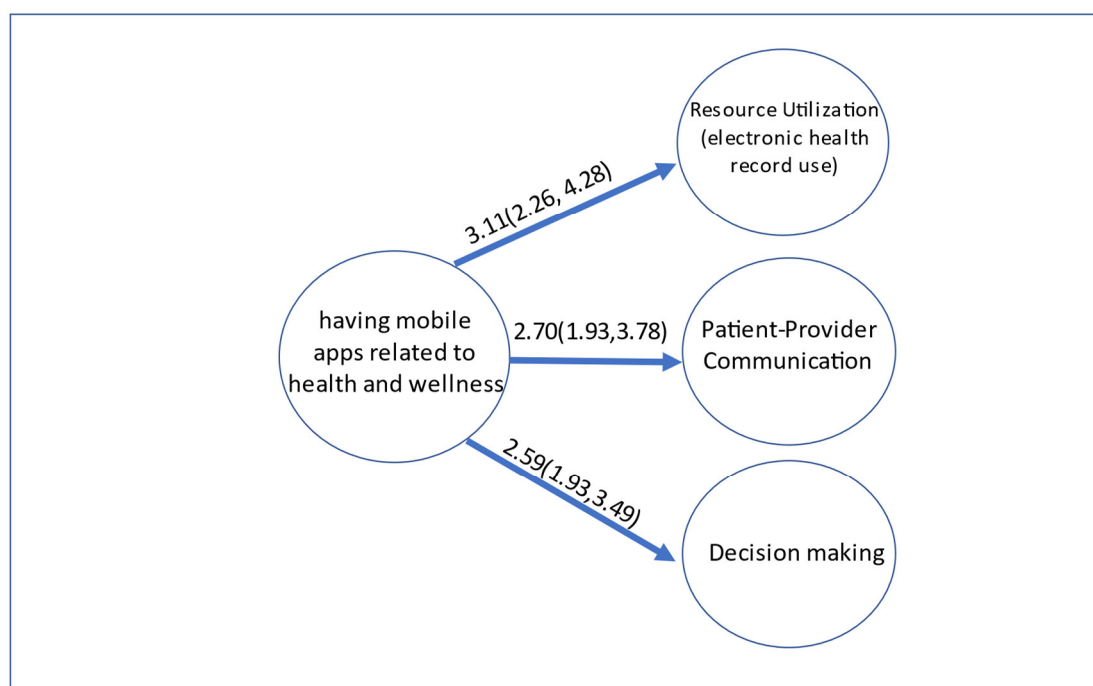 Resource Utilization
(electronic health
record use)
3.11(2.26, 4.28)
having mobile
apps related to
health and wellness
2.70(1.93,3.78)
Patient-Provider
Communication
2.59(1.93,3.49)
Decision making